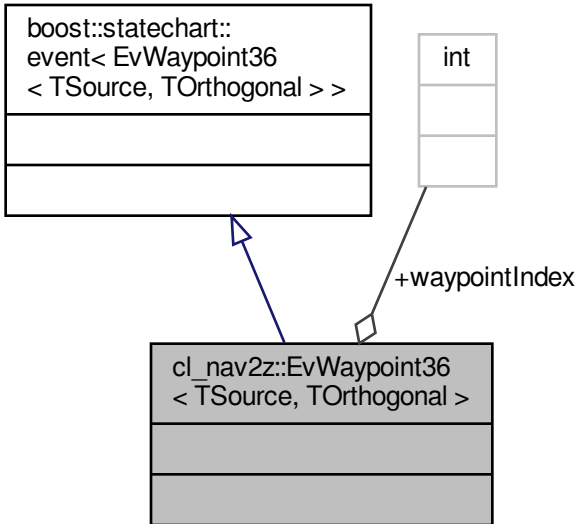 boost::statechart::
event< EvWaypoint36
< TSource, TOrthogonal > >
int
+waypointIndex
cl_nav2z::EvWaypoint36
< TSource, TOrthogonal >